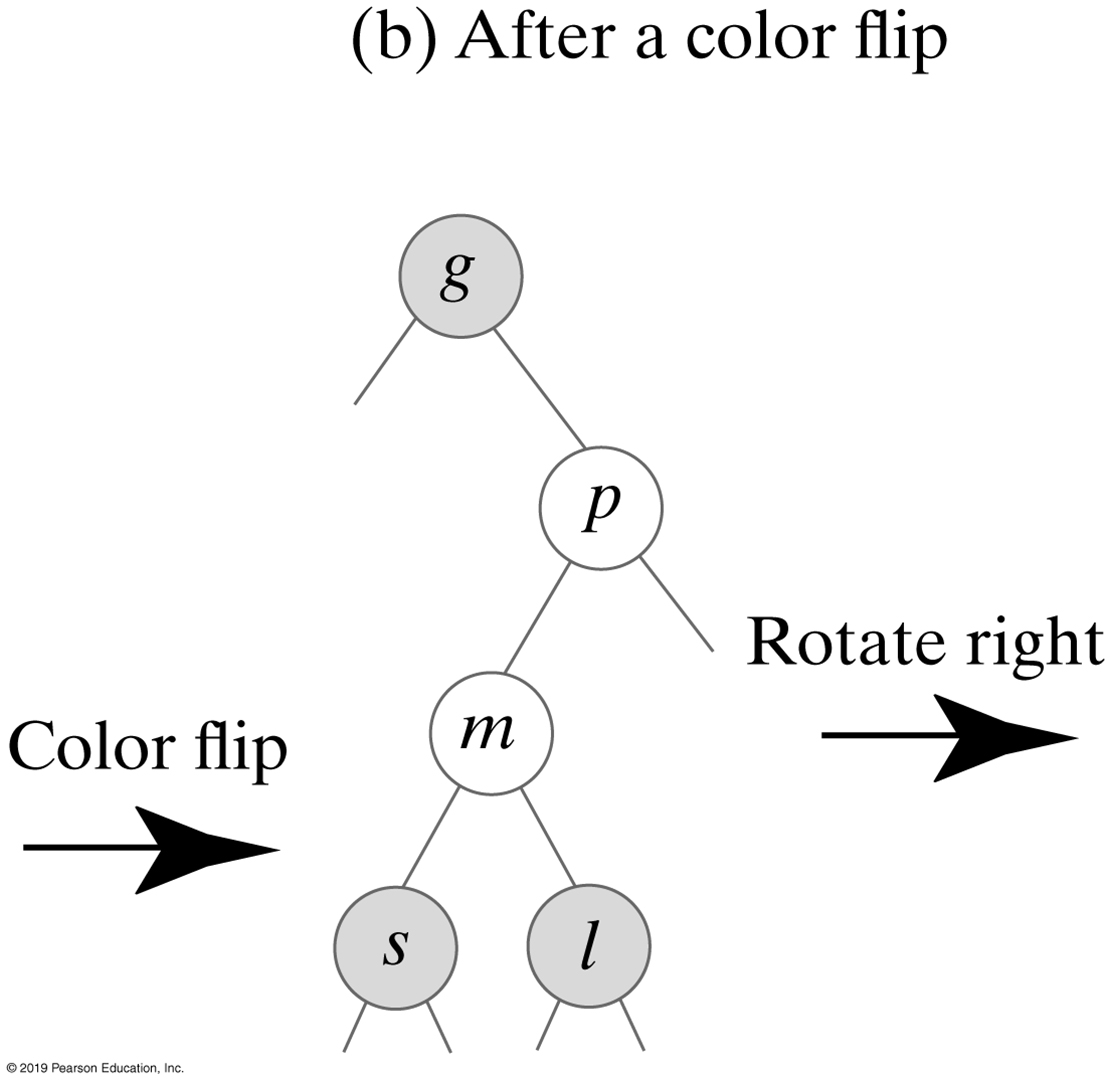 (b) After a color flip
g
p
Rotate right
m
Color flip
s
l
© 2019 Pearson Education, Inc.